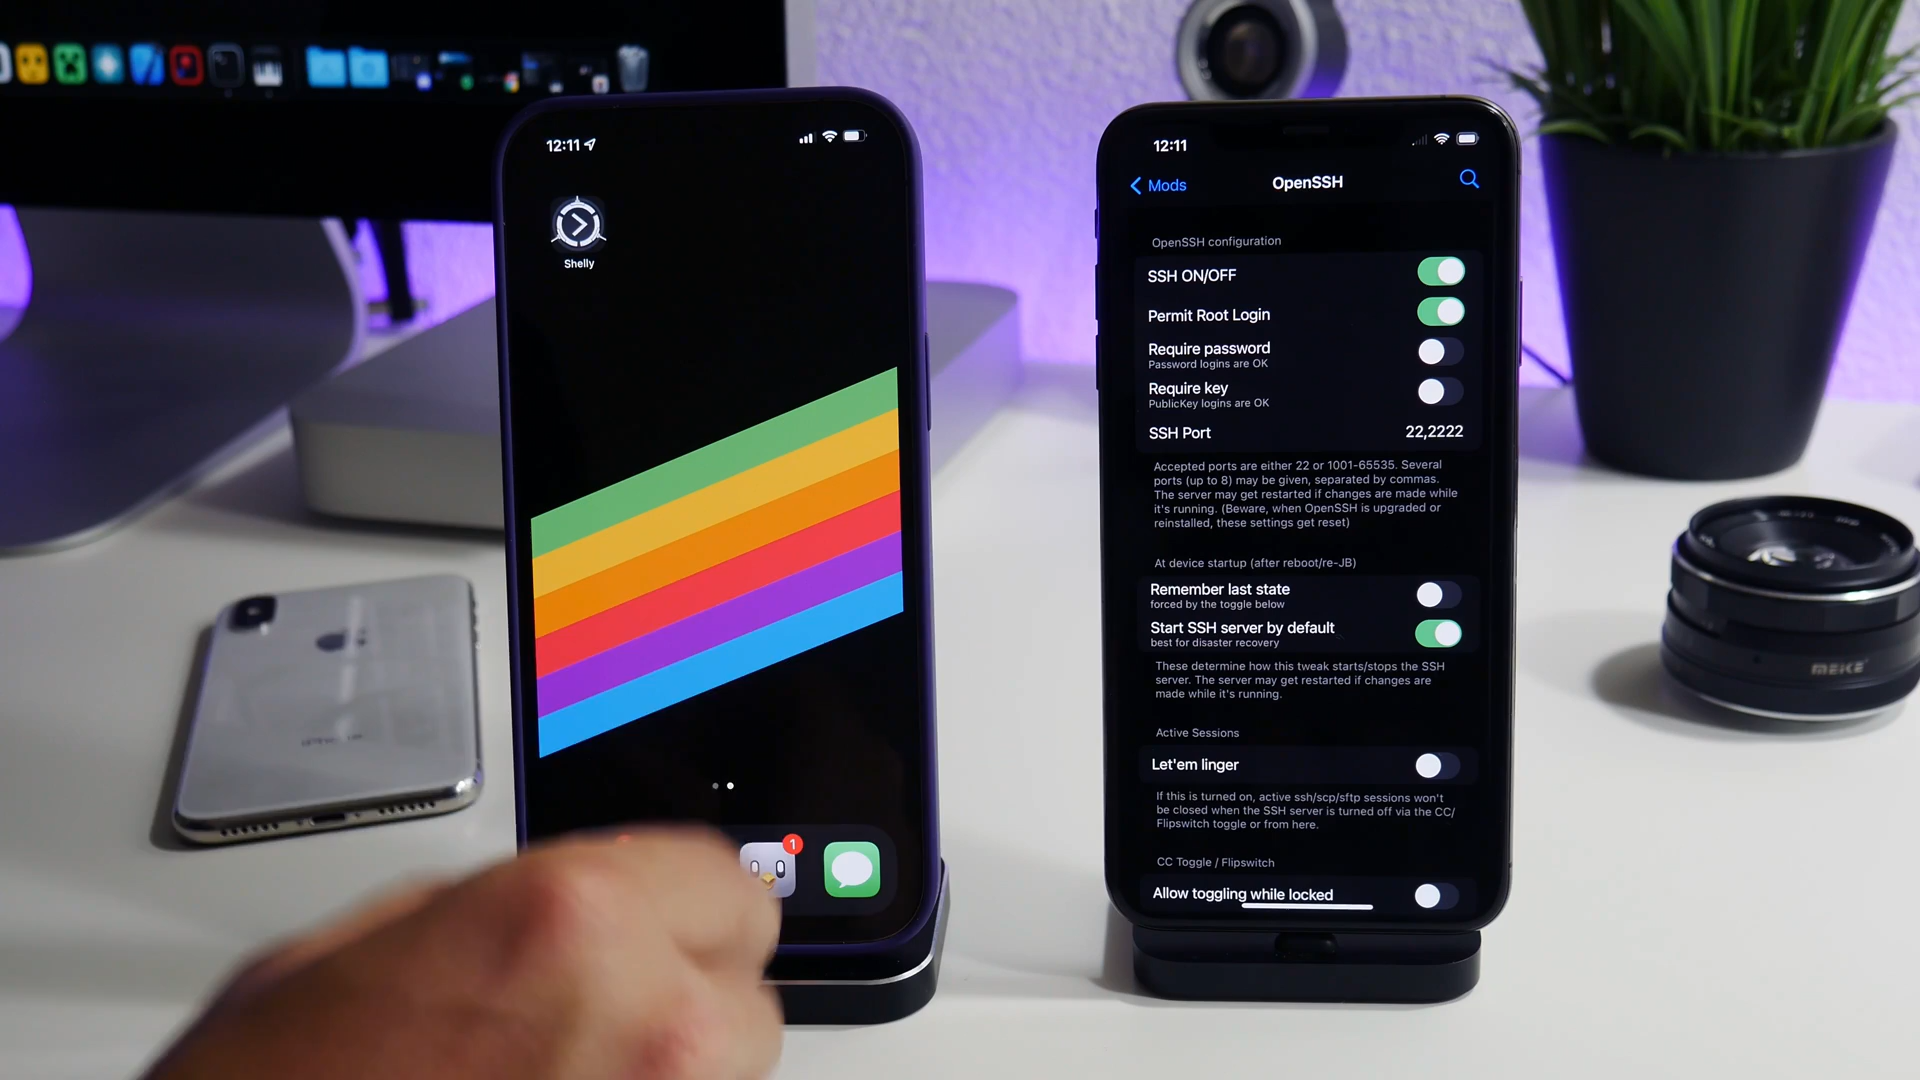 12:11
Shelly
1
12:11
Mods
OpenSSH
OpenSSH configuration
SSH ON/OFF
Permit Root Login
Require password
Password logins are OK
Require key
PublicKey logins are OK
SSH Port
22,2222
Accepted ports are either 22 or 1001-65535. Several
ports (up to 8) may be given, separated by commas.
The server may get restarted if changes are made while
it's running. (Beware, when OpenSSH is upgraded or
reinstalled, these settings get reset)
At device startup (after reboot/re-JB)
Remember last state
forced by the toggle below
Start SSH server by default
best for disaster recovery
These determine how this tweak starts/stops the SSH
server. The server may get restarted if changes are
made while it's running.
Active Sessions
Let'em linger
If this is turned on, active ssh/scp/sftp sessions won't
be closed when the SSH server is turned off via the CC/
Flipswitch toggle or from here.
CC Toggle / Flipswitch
Allow toggling while locked
iPhone
MEIKE